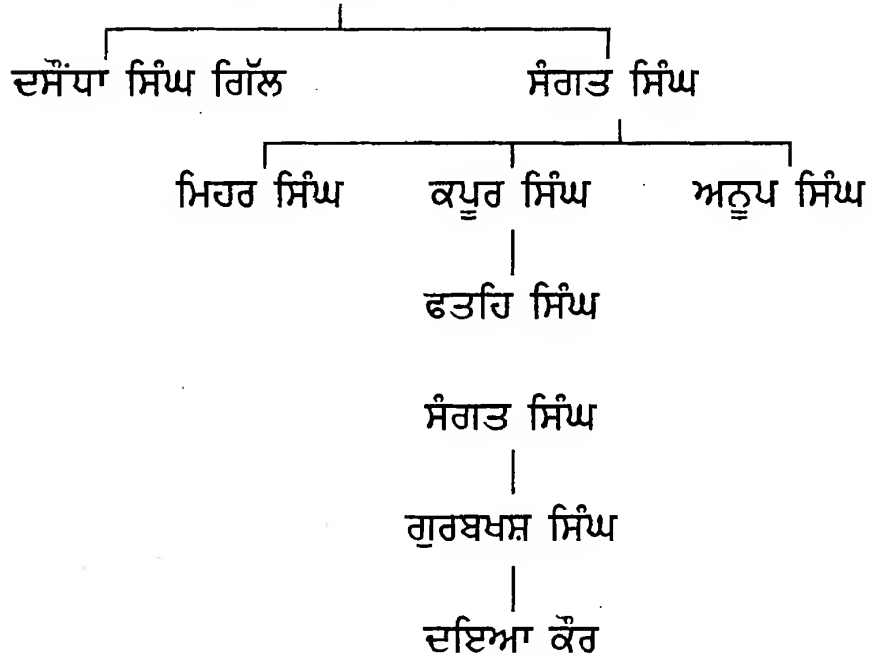 ਦਸੌਂਧਾ ਸਿੰਘ ਗਿੱਲ ਸੰਗਤ ਸਿੰਘ
ਮਿਹਰ ਸਿੰਘ ਕਪੂਰ ਸਿੰਘ ਅਨੂਪ ਸਿੰਘ
ਫਤਹਿ ਸਿੰਘ
ਸੰਗਤ ਸਿੰਘ
ਗੁਰਬਖਸ਼ ਸਿੰਘ
ਦਇਆ ਕੌਰ